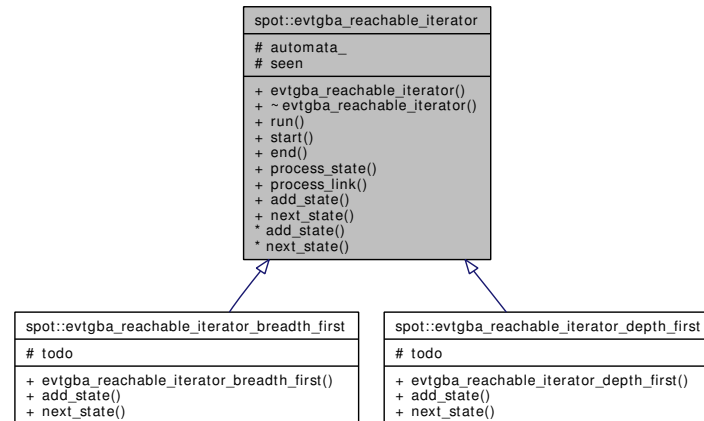 spot::evtgba_reachable_iterator
# automata_
# seen
+ evtgba_reachable_iterator()
+ ~evtgba_reachable_iterator()
+ run()
+ start()
+ end()
+ process_state()
+ process_link()
+ add_state()
+ next_state()
* add_state()
* next_state()
spot::evtgba_reachable_iterator_breadth_first
# todo
+ evtgba_reachable_iterator_breadth_first()
+ add_state()
+ next_state()
spot::evtgba_reachable_iterator_depth_first
# todo
+ evtgba_reachable_iterator_depth_first()
+ add_state()
+ next_state()